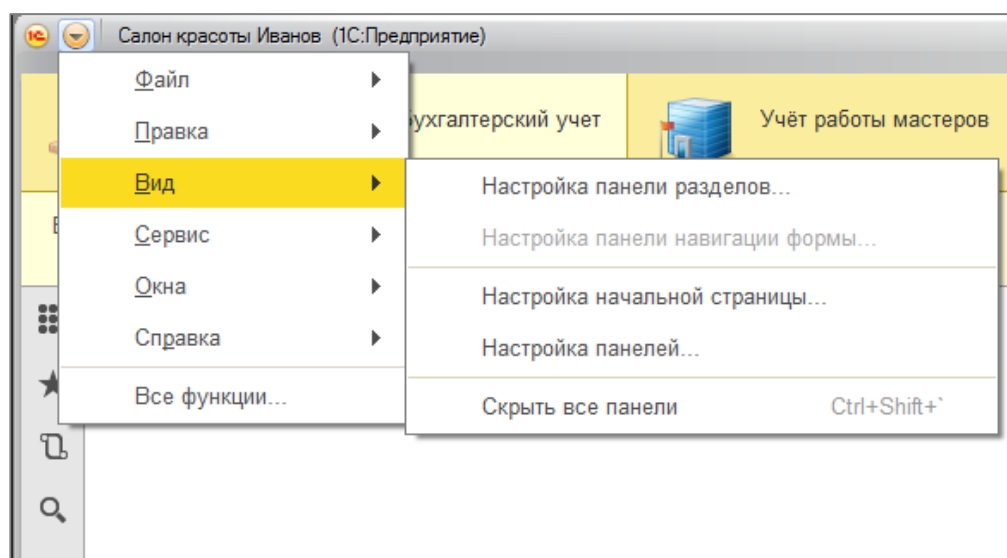 1С Салон красоты Иванов (1С:Предприятие)
Файл
Правка
Вид
Сервис
Окна
Справка
Все функции...
учет
Учёт работы мастеров
Настройка панели разделов...
Настройка панели навигации формы...
Настройка начальной страницы...
Настройка панелей...
Скрыть все панели Ctrl+Shift+`